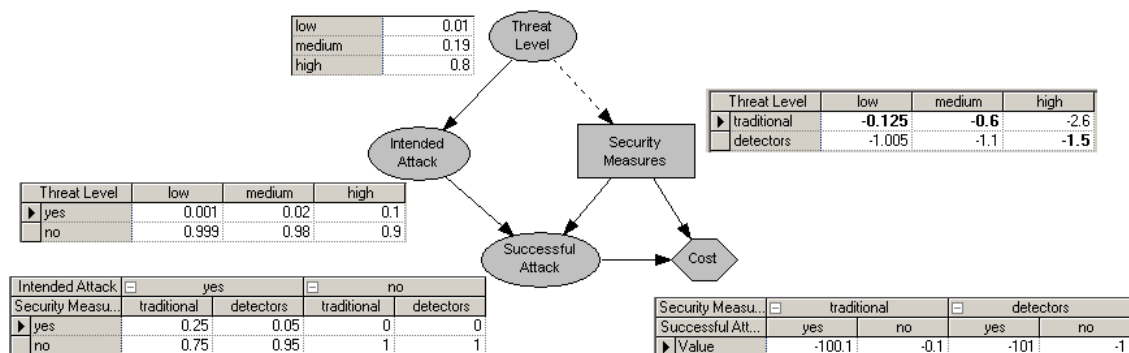 low 0.01
medium 0.19
high 0.8
Threat
Level
Threat Level low medium high
traditional -0.125 -0.6 -2.6
detectors -1.005 -1.1 -1.5
Intended
Attack
Security
Measures
Threat Level low medium high
yes 0.001 0.02 0.1
no 0.999 0.98 0.9
Successful
Attack
Cost
Intended Attack yes no
Security Measu... traditional detectors traditional detectors
yes 0.25 0.05 0 0
no 0.75 0.95 1 1
Security Measur... traditional detectors
Successful Att... yes no yes no
Value -100.1 -0.1 -101 -1